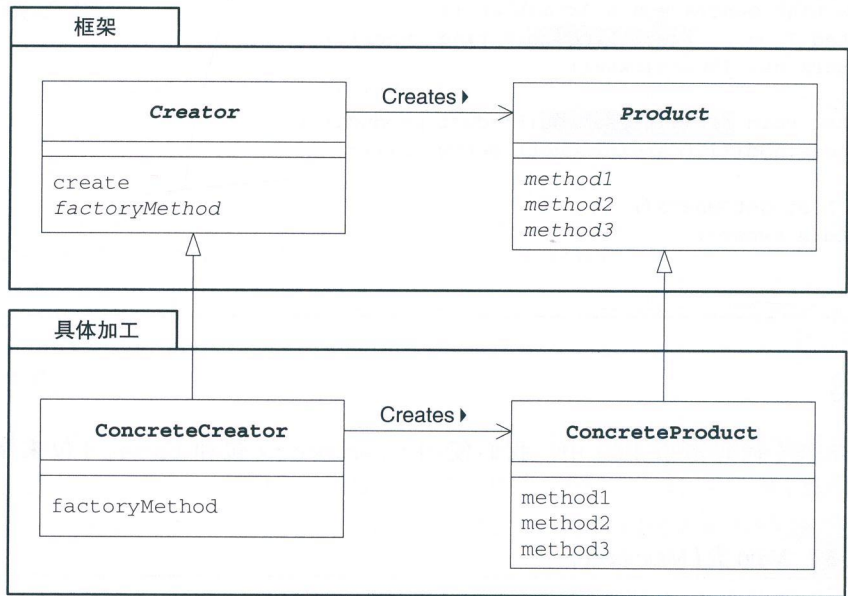 框架
Creator
create
factoryMethod
Creates
Product
method1
method2
method3
具体加工
ConcreteCreator
factoryMethod
Creates
ConcreteProduct
method1
method2
method3